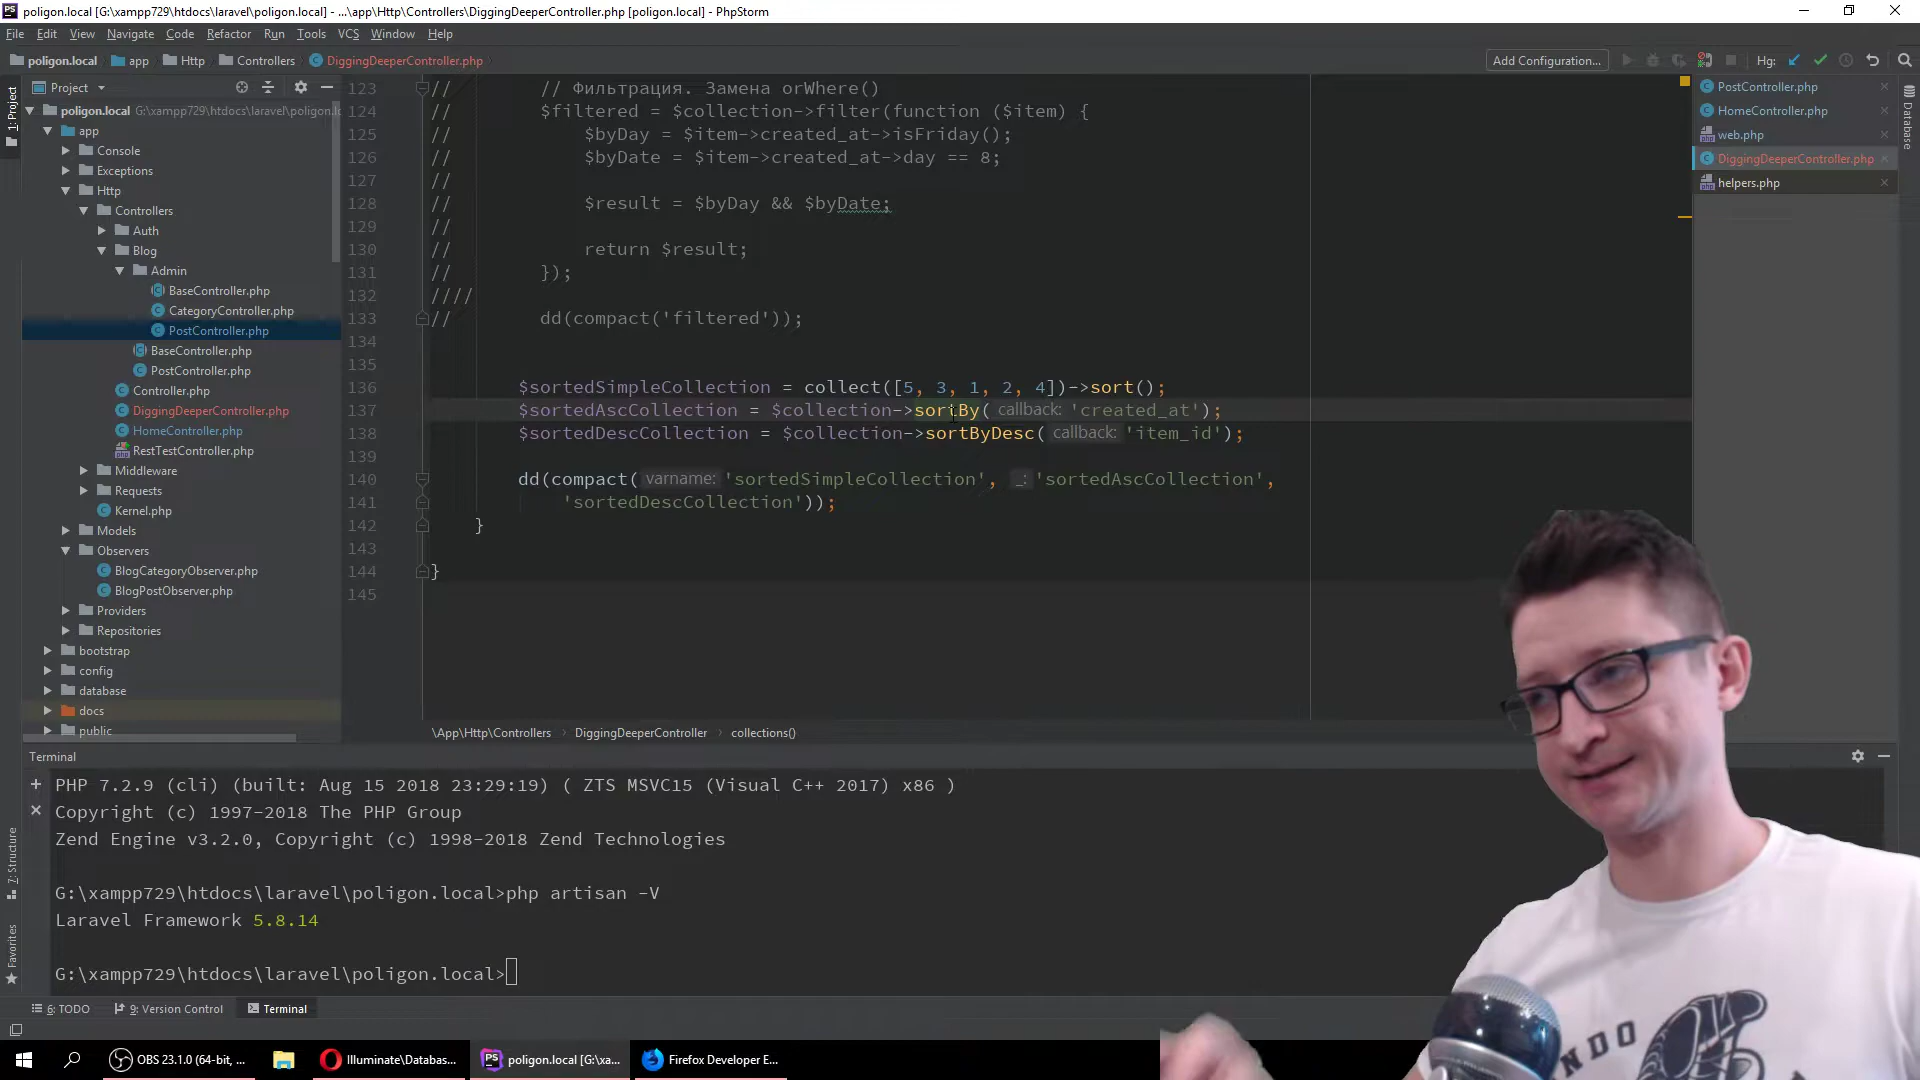 poligon.local [G:\xampp729\htdocs\laravel\poligon.local] - ...\app\Http\Controllers\DiggingDeeperController.php [poligon.local] - PhpStorm
File Edit View Navigate Code Refactor Run Tools VCS Window Help
poligon.local app Http Controllers DiggingDeeperController.php
Add Configuration...
Hg:
1: Project
Project
poligon.local G:\xampp729\htdocs\laravel\poligon.l
app
Console
Exceptions
Http
Controllers
Auth
Blog
Admin
BaseController.php
CategoryController.php
PostController.php
BaseController.php
PostController.php
Controller.php
DiggingDeeperController.php
HomeController.php
RestTestController.php
Middleware
Requests
Kernel.php
Models
Observers
BlogCategoryObserver.php
BlogPostObserver.php
Providers
Repositories
bootstrap
config
database
docs
public
123 // // Фильтрация. Замена orWhere()
124 // $filtered = $collection->filter(function ($item) {
125 // $byDay = $item->created_at->isFriday();
126 // $byDate = $item->created_at->day == 8;
127 //
128 // $result = $byDay && $byDate;
129 //
130 // return $result;
131 // });
132 ////
133 // dd(compact('filtered'));
134
135
136 $sortedSimpleCollection = collect([5, 3, 1, 2, 4])->sort();
137 $sortedAscCollection = $collection->sortBy( callback: 'created_at');
138 $sortedDescCollection = $collection->sortByDesc( callback: 'item_id');
139
140 dd(compact( varname: 'sortedSimpleCollection', _: 'sortedAscCollection',
141 'sortedDescCollection'));
142 }
143
144 }
145
\App\Http\Controllers DiggingDeeperController collections()
PostController.php
HomeController.php
web.php
DiggingDeeperController.php
helpers.php
Database
Terminal
PHP 7.2.9 (cli) (built: Aug 15 2018 23:29:19) ( ZTS MSVC15 (Visual C++ 2017) x86 )
Copyright (c) 1997-2018 The PHP Group
Zend Engine v3.2.0, Copyright (c) 1998-2018 Zend Technologies
G:\xampp729\htdocs\laravel\poligon.local>php artisan -V
Laravel Framework 5.8.14
G:\xampp729\htdocs\laravel\poligon.local>
7: Structure
Favorites
6: TODO 9: Version Control Terminal
OBS 23.1.0 (64-bit, ... Illuminate\Databas... poligon.local [G:\xa... Firefox Developer E...
NDO